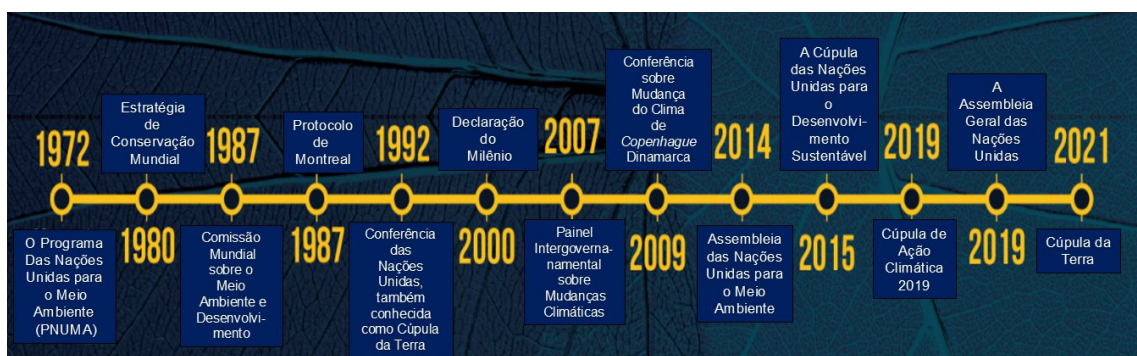 1972
O Programa
Das Nações
Unidas para
o Meio
Ambiente
(PNUMA)
Estratégia
de
Conservação
Mundial
1980
1987
Comissão
Mundial
sobre o
Meio
Ambiente e
Desenvolvi-
mento
Protocolo
de
Montreal
1987
1992
Conferência
das
Nações
Unidas,
também
conhecida
como Cúpula
da Terra
Declaração
do
Milênio
2000
2007
Painel
Intergoverna-
namental
sobre
Mudanças
Climáticas
Conferência
sobre
Mudança
do Clima
de
Copenhague
Dinamarca
2009
2014
Assembleia
das Nações
Unidas para
o Meio
Ambiente
A Cúpula
das Nações
Unidas para
o
Desenvolvi-
mento
Sustentável
2015
2019
Cúpula de
Ação
Climática
2019
A
Assembleia
Geral das
Nações
Unidas
2019
2021
Cúpula da
Terra